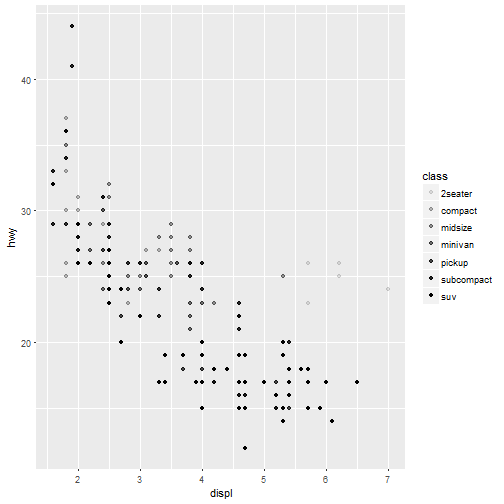 40
30
20
hwy
2
3
4
5
6
7
displ
class
2seater
compact
midsize
minivan
pickup
subcompact
suv